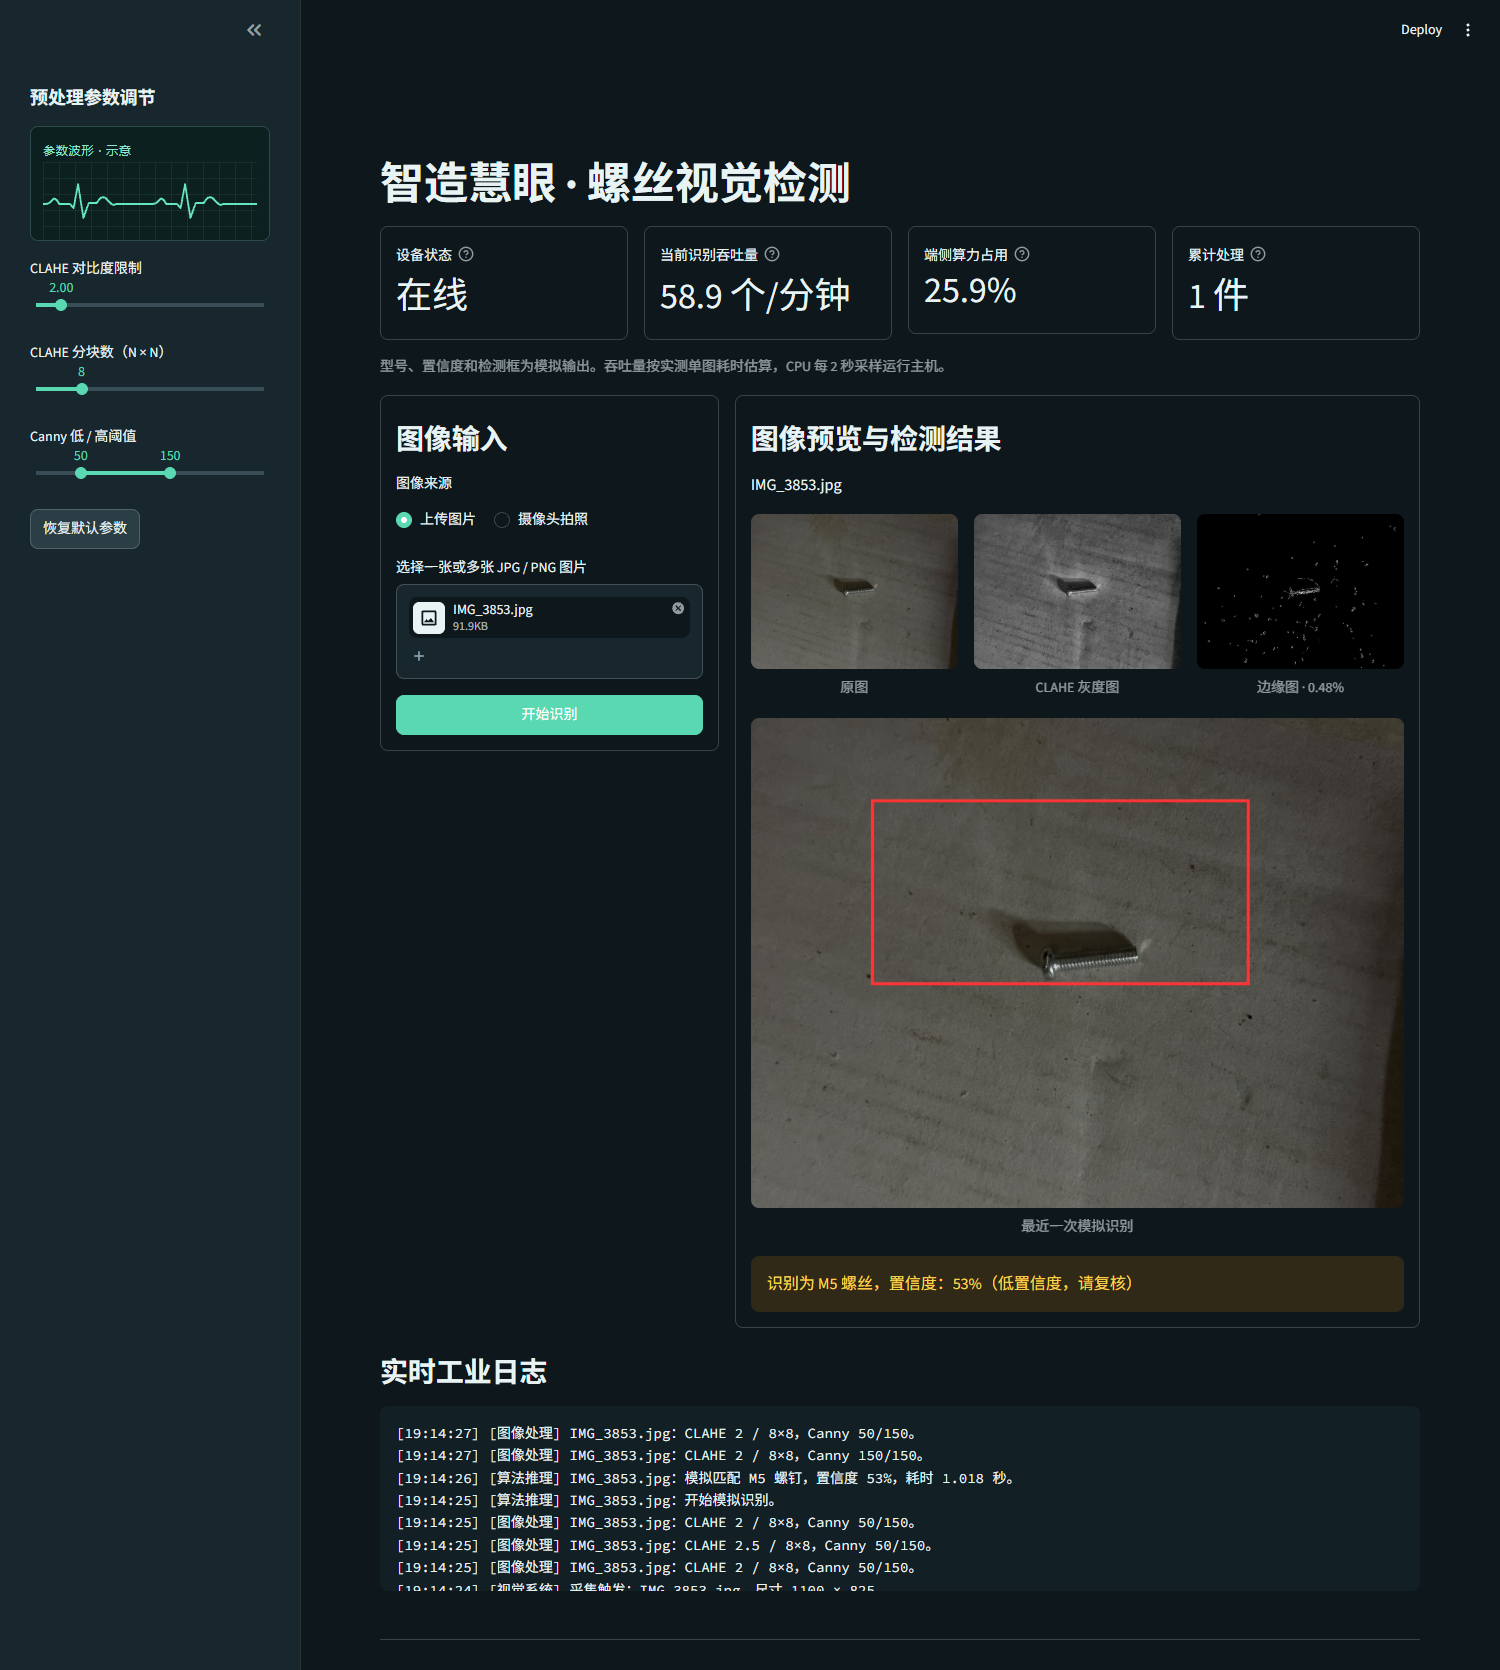 Deploy
预处理参数调节
参数波形 · 示意
CLAHE 对比度限制
2.00
CLAHE 分块数（N × N）
8
Canny 低 / 高阈值
50 150
恢复默认参数
智造慧眼 · 螺丝视觉检测
设备状态
在线
当前识别吞吐量
58.9 个/分钟
端侧算力占用
25.9%
累计处理
1 件
型号、置信度和检测框为模拟输出。吞吐量按实测单图耗时估算，CPU 每 2 秒采样运行主机。
图像输入
图像来源
上传图片 摄像头拍照
选择一张或多张 JPG / PNG 图片
IMG_3853.jpg
91.9KB
开始识别
图像预览与检测结果
IMG_3853.jpg
原图
CLAHE 灰度图
边缘图 · 0.48%
最近一次模拟识别
识别为 M5 螺丝，置信度：53%（低置信度，请复核）
实时工业日志
[19:14:27] [图像处理] IMG_3853.jpg：CLAHE 2 / 8×8，Canny 50/150。
[19:14:27] [图像处理] IMG_3853.jpg：CLAHE 2 / 8×8，Canny 150/150。
[19:14:26] [算法推理] IMG_3853.jpg：模拟匹配 M5 螺钉，置信度 53%，耗时 1.018 秒。
[19:14:25] [算法推理] IMG_3853.jpg：开始模拟识别。
[19:14:25] [图像处理] IMG_3853.jpg：CLAHE 2 / 8×8，Canny 50/150。
[19:14:25] [图像处理] IMG_3853.jpg：CLAHE 2.5 / 8×8，Canny 50/150。
[19:14:25] [图像处理] IMG_3853.jpg：CLAHE 2 / 8×8，Canny 50/150。
[19:14:24] [视觉系统] 采集触发：IMG_3853.jpg，尺寸 1100 × 825